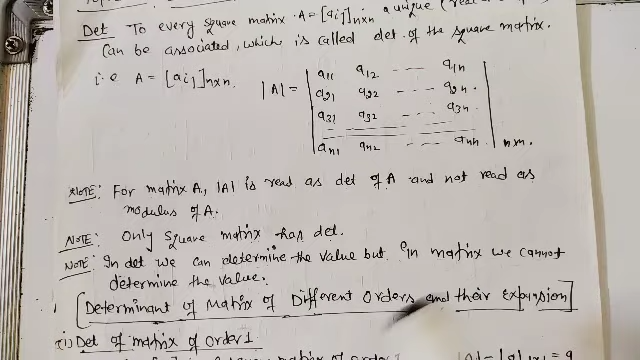 Det : To every square matrix A = [aij]nxn a unique (real
can be associated, which is called det. of the square matrix.
i.e A = [aij]nxn.
|A| =
a11 a12 ---- a1n
a21 a22 ---- a2n
a31 a32 ---- a3n
an1 an2 ---- ann nxn.
NOTE: For matrix A, |A| is read as det of A and not read as
modulus of A.
NOTE: Only square matrix has det.
NOTE: In det we can determine the value but in matrix we cannot
determine the value.
[Determinant of Matrix of Different Orders and their Expansion]
(i) Det of matrix of order 1
matrix of order